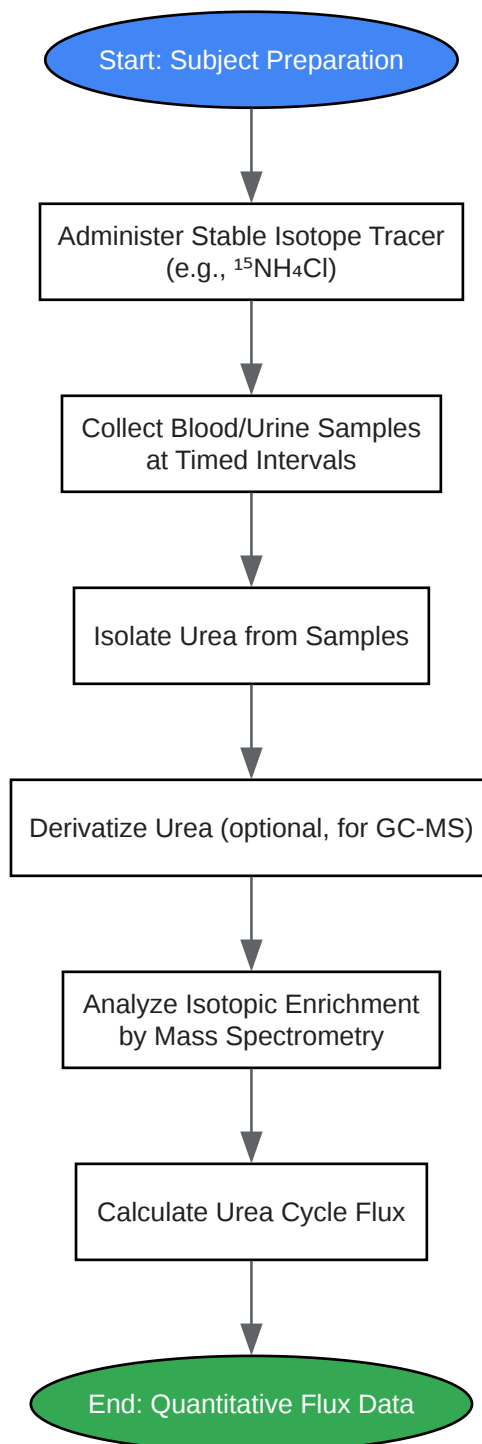 Start: Subject Preparation
Administer Stable Isotope Tracer
(e.g., ¹⁵NH₄Cl)
Collect Blood/Urine Samples
at Timed Intervals
Isolate Urea from Samples
Derivatize Urea (optional, for GC-MS)
Analyze Isotopic Enrichment
by Mass Spectrometry
Calculate Urea Cycle Flux
End: Quantitative Flux Data